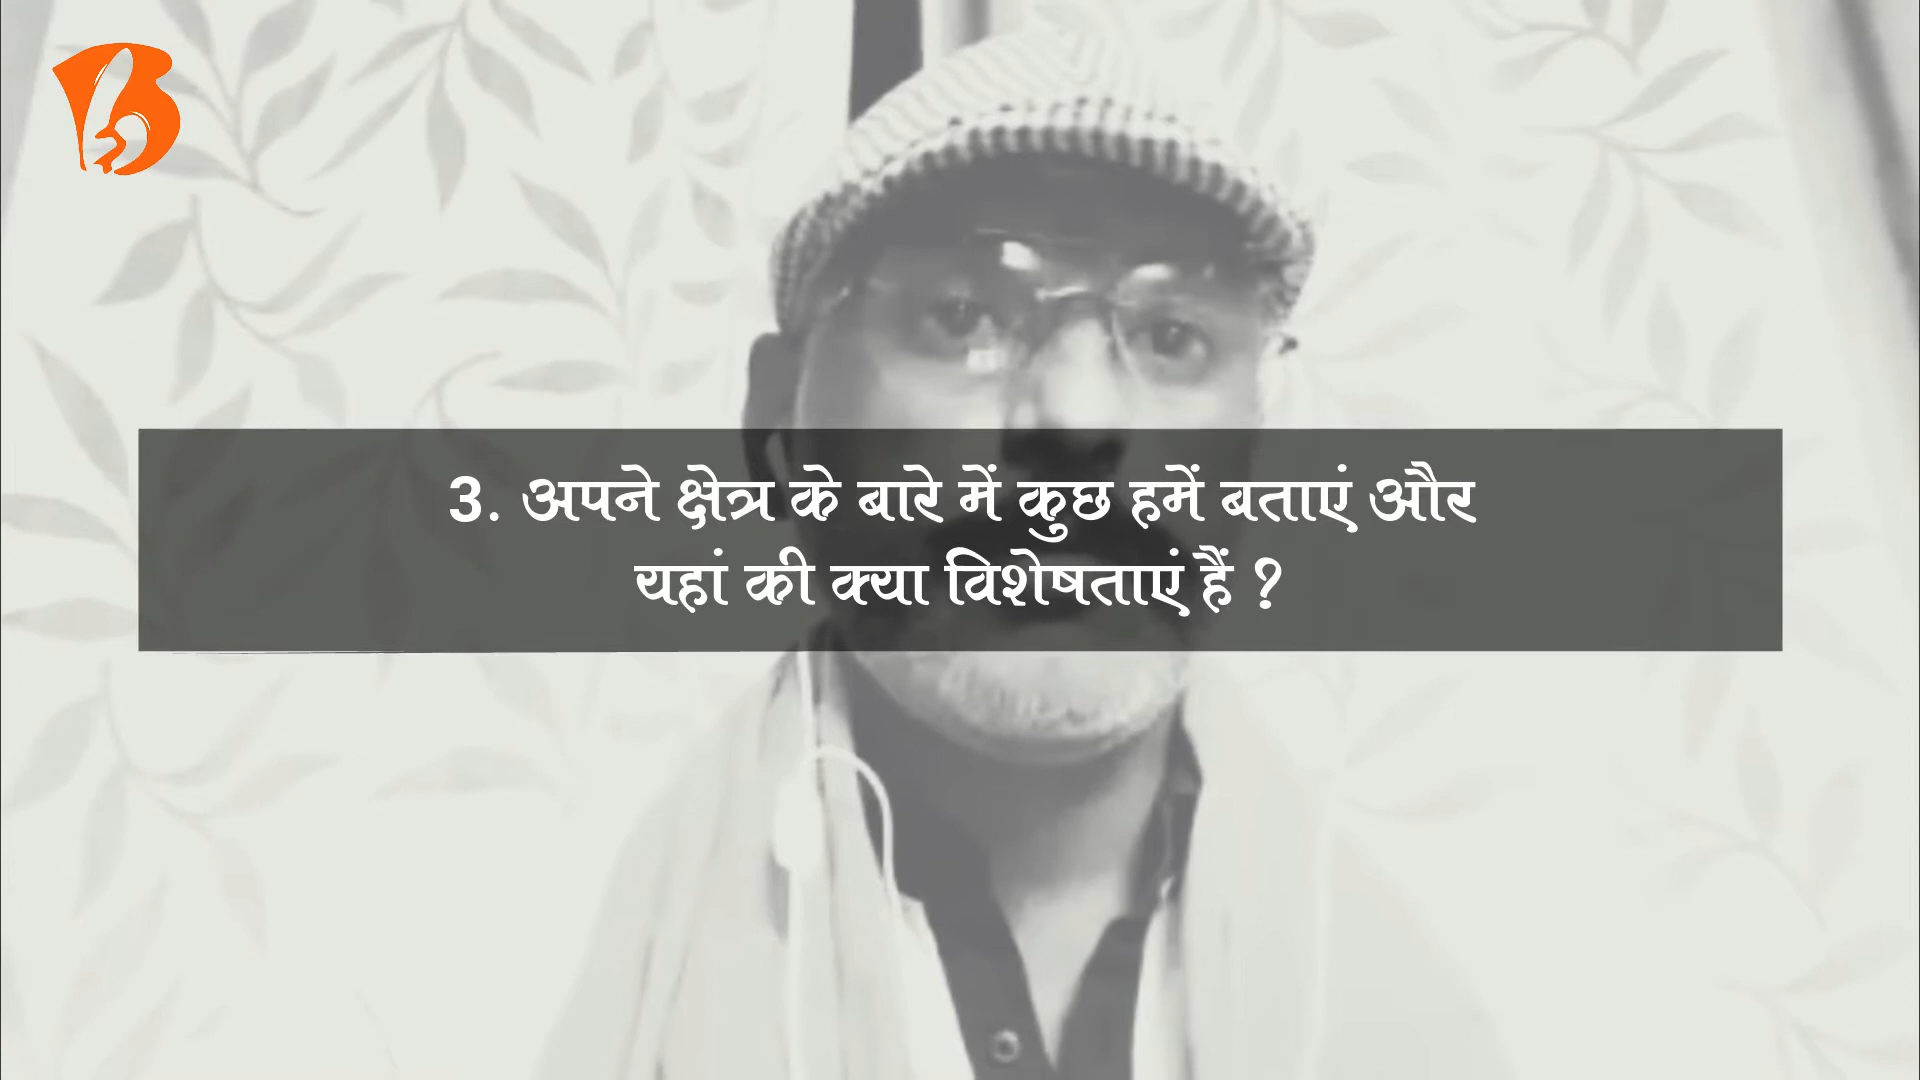 3. अपने क्षेत्र के बारे में कुछ हमें बताएं और
यहां की क्या विशेषताएं हैं ?